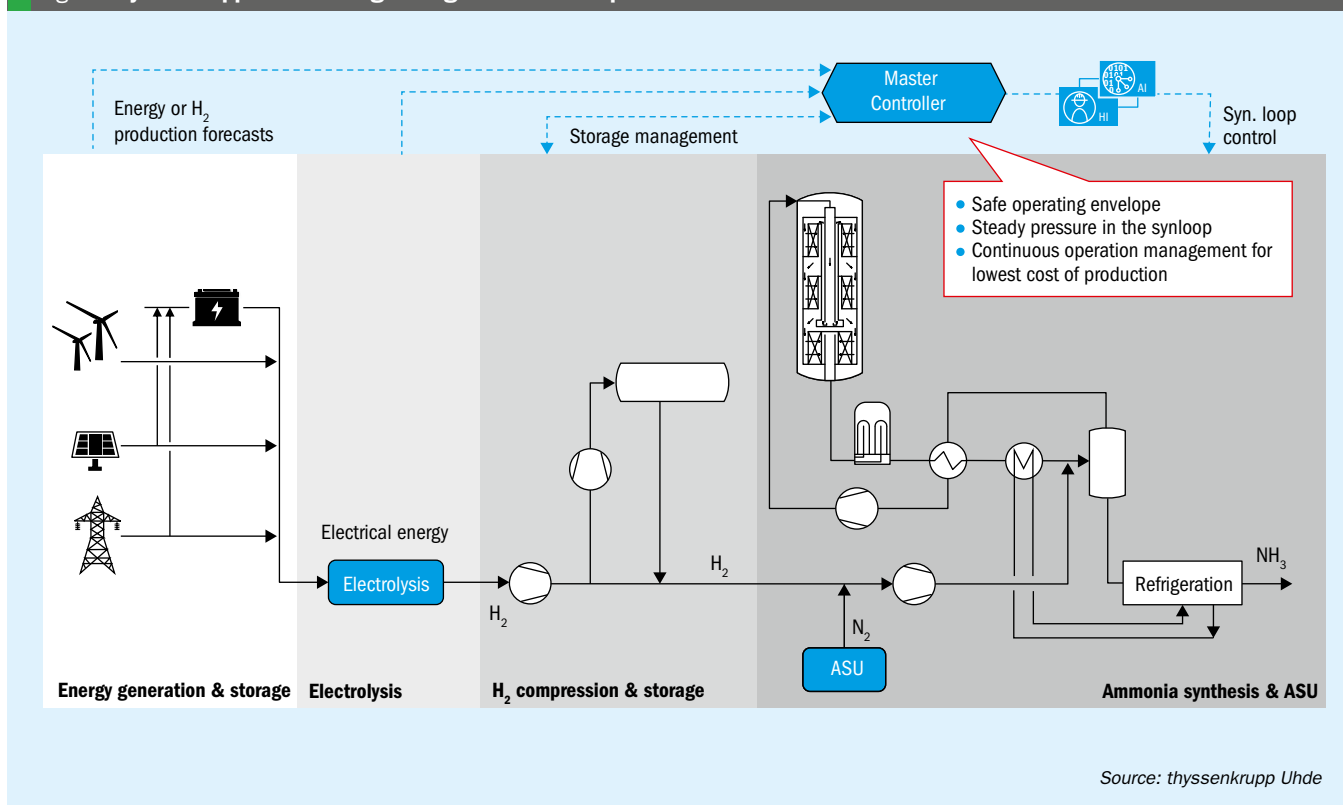 Energy or H2
production forecasts
Storage management
Master
Controller
0101
AI
HI
Syn. loop
control
Safe operating envelope
Steady pressure in the synloop
Continuous operation management for
lowest cost of production
Electrical energy
Electrolysis
H2
H2
N2
ASU
Refrigeration
NH3
Energy generation & storage
Electrolysis
H2 compression & storage
Ammonia synthesis & ASU
Source: thyssenkrupp Uhde